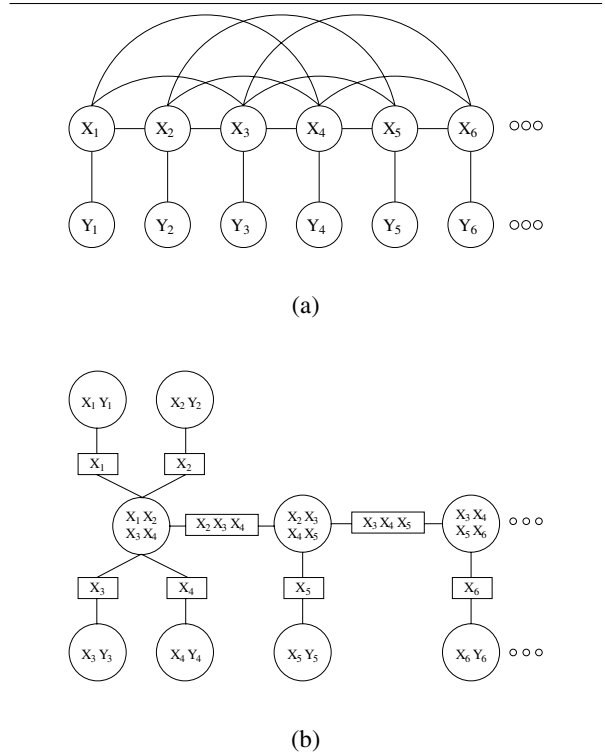 X₁ X₂ X₃ X₄ X₅ X₆
Y₁ Y₂ Y₃ Y₄ Y₅ Y₆
(a)
X₁ Y₁ X₂ Y₂
X₁ X₂
X₁ X₂
X₃ X₄
X₂ X₃ X₄
X₂ X₃
X₄ X₅
X₃ X₄ X₅
X₃ X₄
X₅ X₆
X₃ X₄ X₅ X₆
X₃ Y₃ X₄ Y₄ X₅ Y₅ X₆ Y₆
(b)